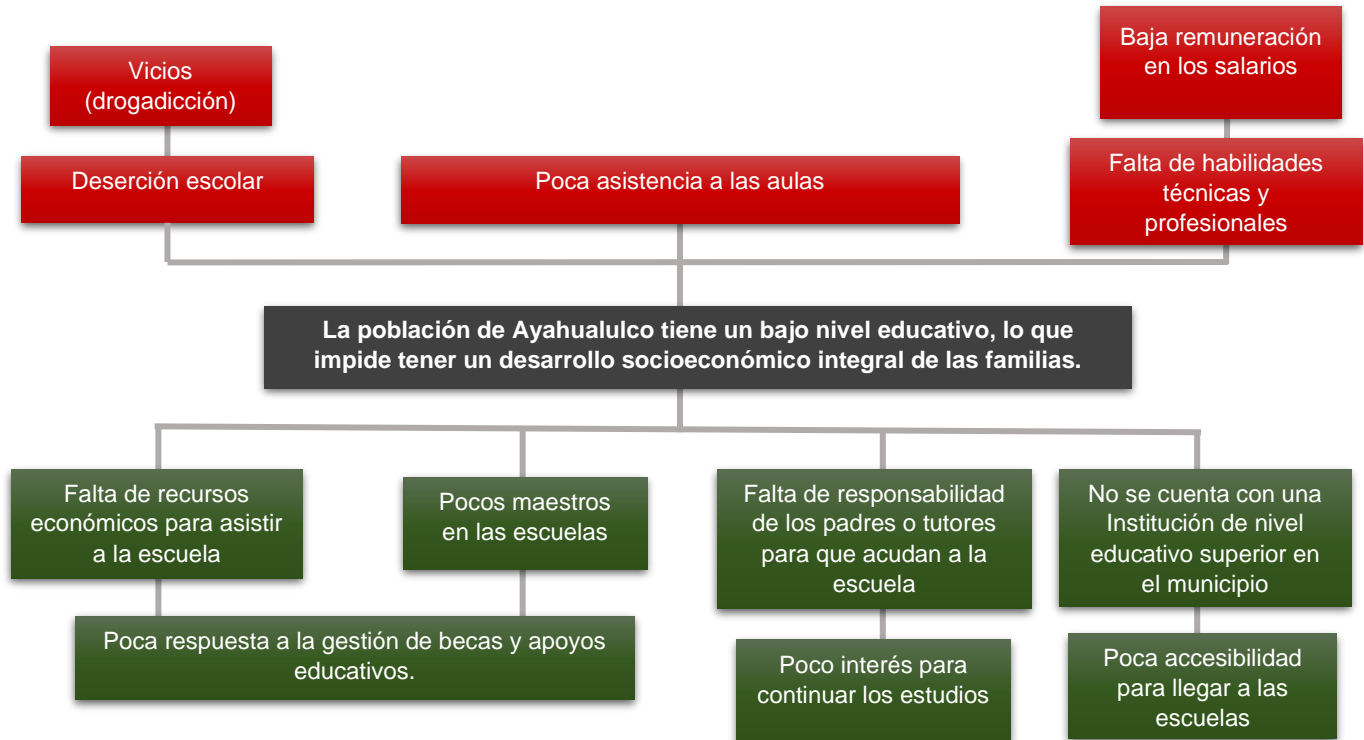 Baja remuneración
en los salarios
Vicios
(drogadicción)
Deserción escolar
Poca asistencia a las aulas
Falta de habilidades
técnicas y
profesionales
La población de Ayahualulco tiene un bajo nivel educativo, lo que
impide tener un desarrollo socioeconómico integral de las familias.
Falta de recursos
económicos para asistir
a la escuela
Pocos maestros
en las escuelas
Falta de responsabilidad
de los padres o tutores
para que acudan a la
escuela
No se cuenta con una
Institución de nivel
educativo superior en
el municipio
Poca respuesta a la gestión de becas y apoyos
educativos.
Poco interés para
continuar los estudios
Poca accesibilidad
para llegar a las
escuelas